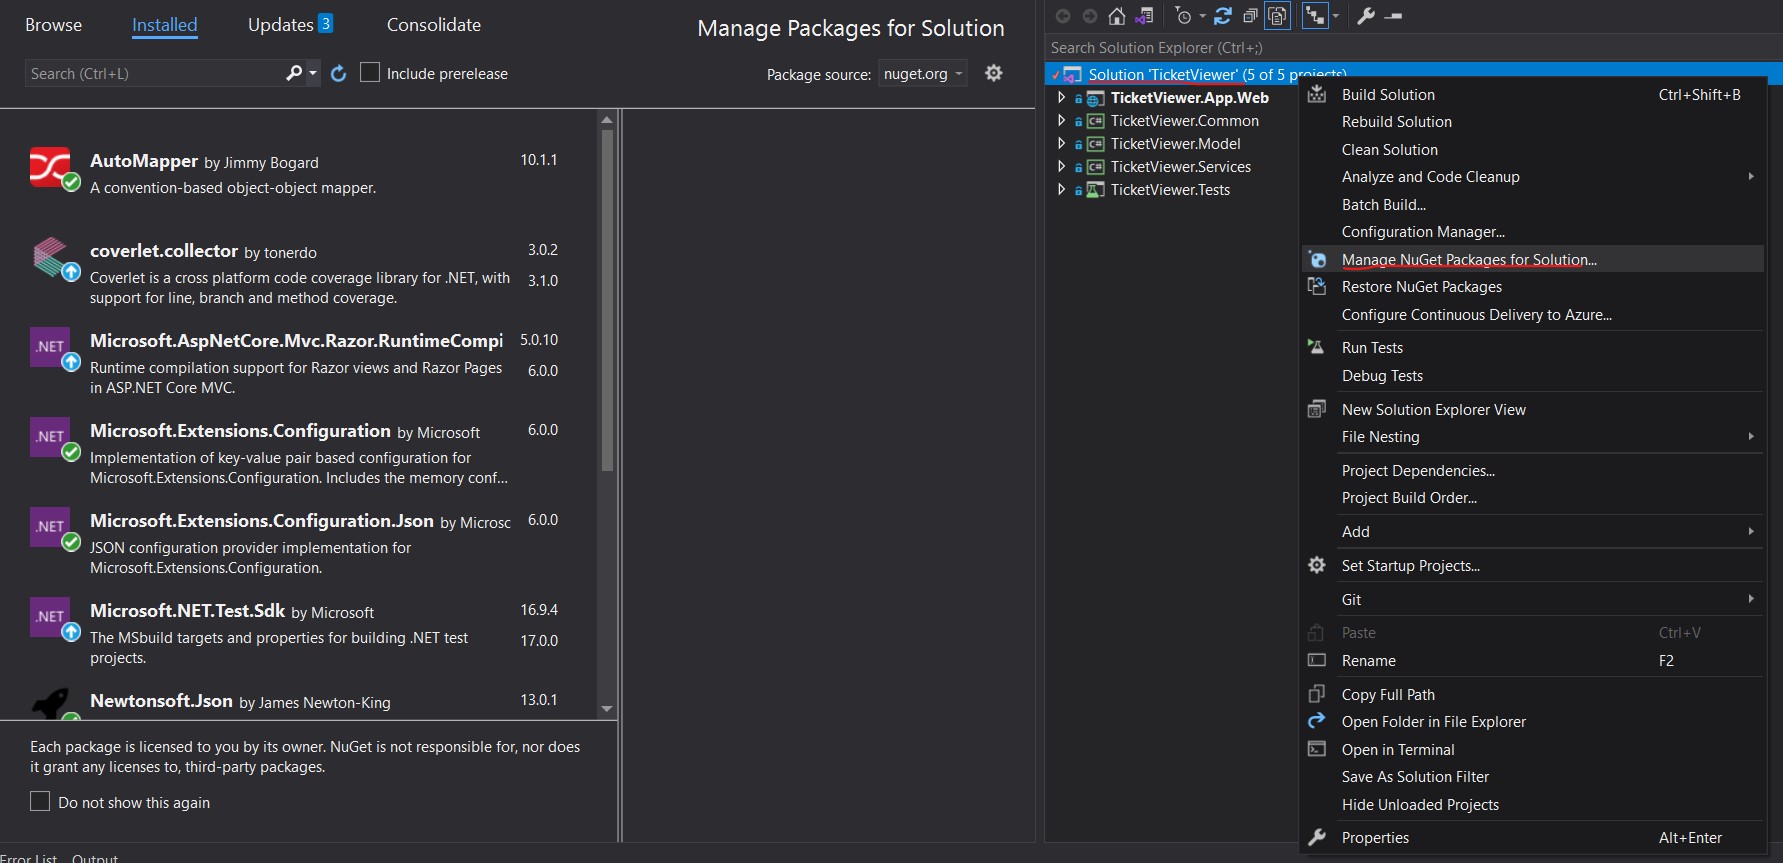 Browse
Installed
Updates 3
Consolidate
Manage Packages for Solution
Search (Ctrl+L)
Include prerelease
Package source: nuget.org
AutoMapper by Jimmy Bogard 10.1.1
A convention-based object-object mapper.
coverlet.collector by tonerdo 3.0.2
Coverlet is a cross platform code coverage library for .NET, with 3.1.0
support for line, branch and method coverage.
.NET
Microsoft.AspNetCore.Mvc.Razor.RuntimeCompi 5.0.10
Runtime compilation support for Razor views and Razor Pages 6.0.0
in ASP.NET Core MVC.
.NET
Microsoft.Extensions.Configuration by Microsoft 6.0.0
Implementation of key-value pair based configuration for
Microsoft.Extensions.Configuration. Includes the memory conf...
.NET
Microsoft.Extensions.Configuration.Json by Microsc 6.0.0
JSON configuration provider implementation for
Microsoft.Extensions.Configuration.
.NET
Microsoft.NET.Test.Sdk by Microsoft 16.9.4
The MSbuild targets and properties for building .NET test 17.0.0
projects.
Newtonsoft.Json by James Newton-King 13.0.1
Each package is licensed to you by its owner. NuGet is not responsible for, nor does
it grant any licenses to, third-party packages.
Do not show this again
Error List
Output
Search Solution Explorer (Ctrl+;)
Solution 'TicketViewer' (5 of 5 projects)
TicketViewer.App.Web
C# TicketViewer.Common
C# TicketViewer.Model
C# TicketViewer.Services
TicketViewer.Tests
Build Solution Ctrl+Shift+B
Rebuild Solution
Clean Solution
Analyze and Code Cleanup
Batch Build...
Configuration Manager...
Manage NuGet Packages for Solution...
Restore NuGet Packages
Configure Continuous Delivery to Azure...
Run Tests
Debug Tests
New Solution Explorer View
File Nesting
Project Dependencies...
Project Build Order...
Add
Set Startup Projects...
Git
Paste Ctrl+V
Rename F2
Copy Full Path
Open Folder in File Explorer
Open in Terminal
Save As Solution Filter
Hide Unloaded Projects
Properties Alt+Enter